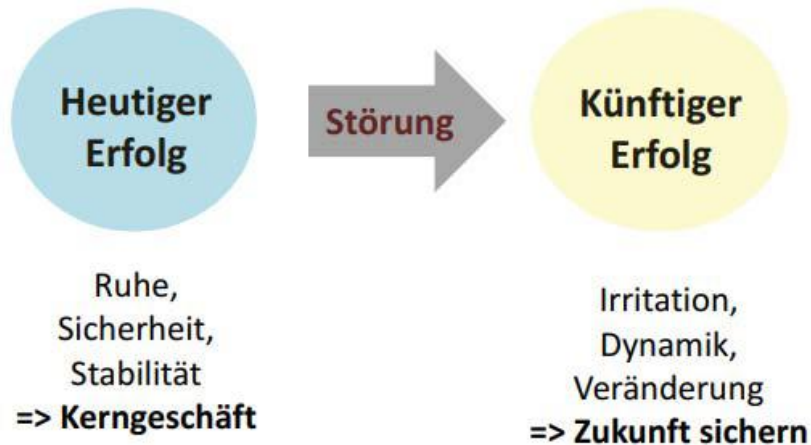 Heutiger
Erfolg
Störung
Künftiger
Erfolg
Ruhe,
Sicherheit,
Stabilität
=> Kerngeschäft
Irritation,
Dynamik,
Veränderung
=> Zukunft sichern